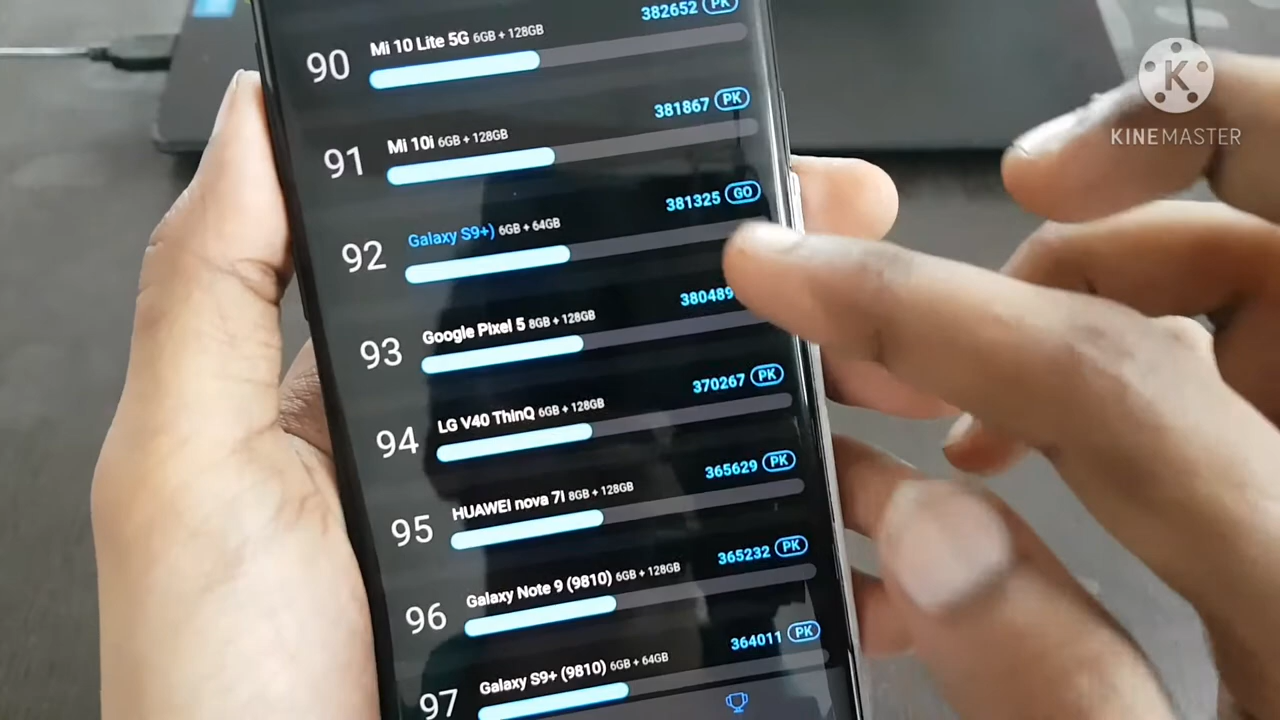 382652 PK
90 Mi 10 Lite 5G 6GB + 128GB
381867 PK
91 Mi 10i 6GB + 128GB
381325 GO
92 Galaxy S9+) 6GB + 64GB
380489
93 Google Pixel 5 8GB + 128GB
370267 PK
94 LG V40 ThinQ 6GB + 128GB
365629 PK
95 HUAWEI nova 7i 8GB + 128GB
365232 PK
96 Galaxy Note 9 (9810) 6GB + 128GB
364011 PK
97 Galaxy S9+ (9810) 6GB + 64GB
K
KINEMASTER